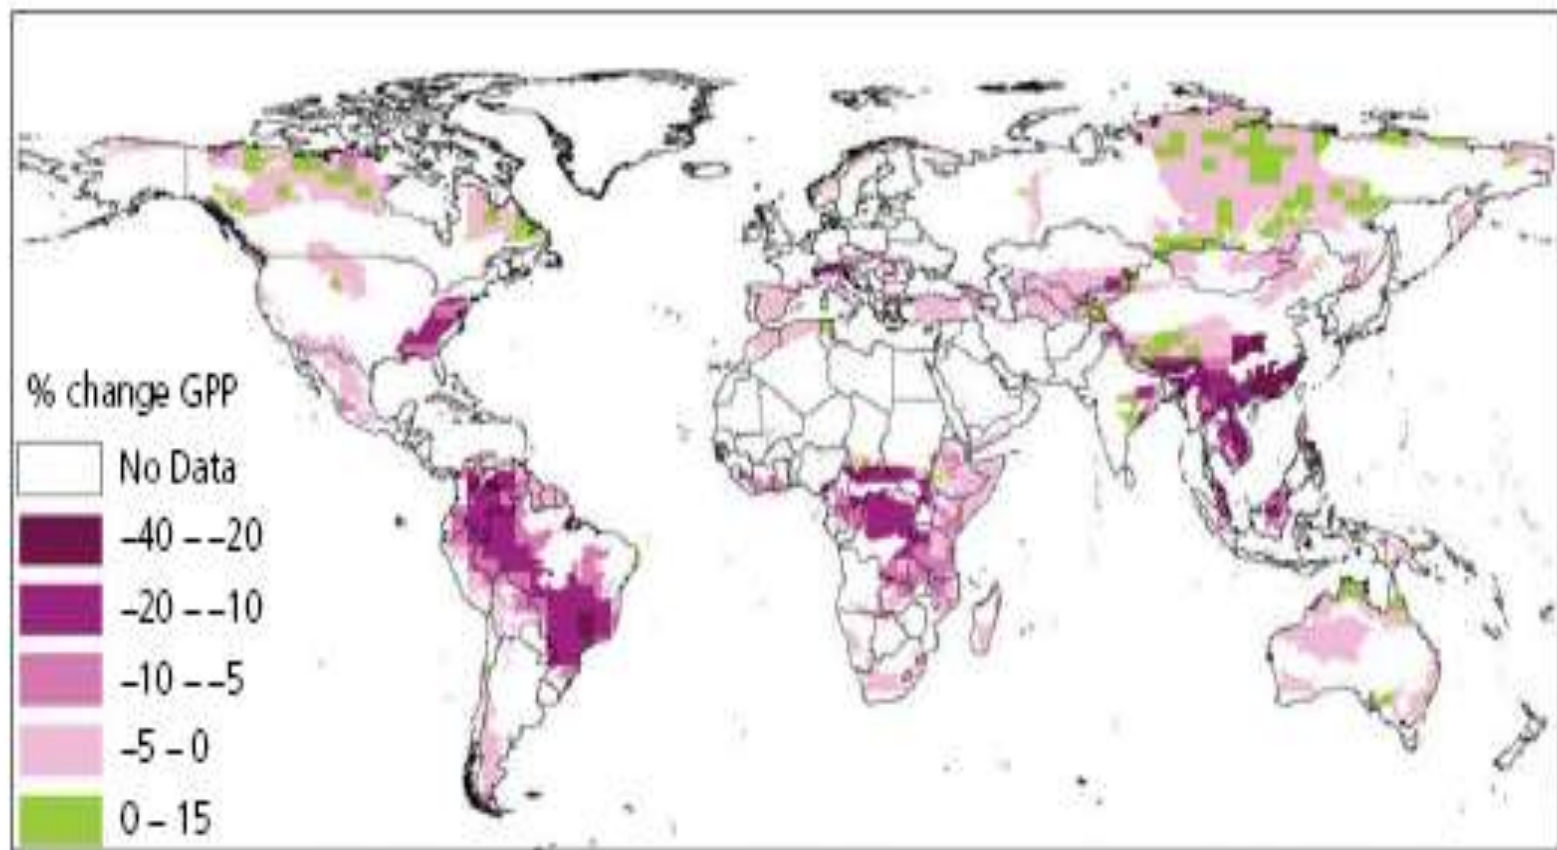 % change GPP
No Data
–40 – –20
–20 – –10
–10 – –5
–5 – 0
0 – 15